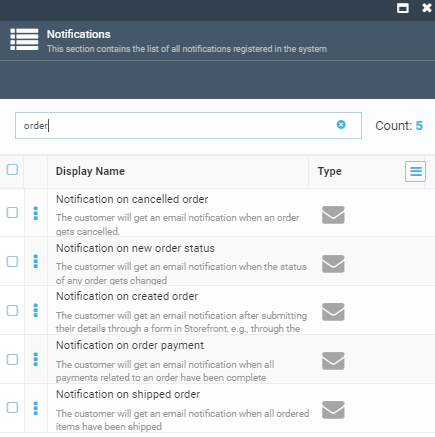 Notifications
This section contains the list of all notifications registered in the system
order
Count: 5
Display Name
Type
Notification on cancelled order
The customer will get an email notification when an order
gets cancelled.
Notification on new order status
The customer will get an email notification when the status
of any order gets changed
Notification on created order
The customer will get an email notification after submitting
their details through a form in Storefront, e.g., through the
Notification on order payment
The customer will get an email notification when all
payments related to an order have been complete
Notification on shipped order
The customer will get an email notification when all ordered
items have been shipped